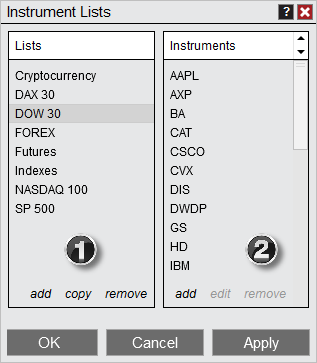 Instrument Lists
?
Lists
Cryptocurrency
DAX 30
DOW 30
FOREX
Futures
Indexes
NASDAQ 100
SP 500
1
add copy remove
Instruments
AAPL
AXP
BA
CAT
CSCO
CVX
DIS
DWDP
GS
HD
IBM
2
add edit remove
OK Cancel Apply